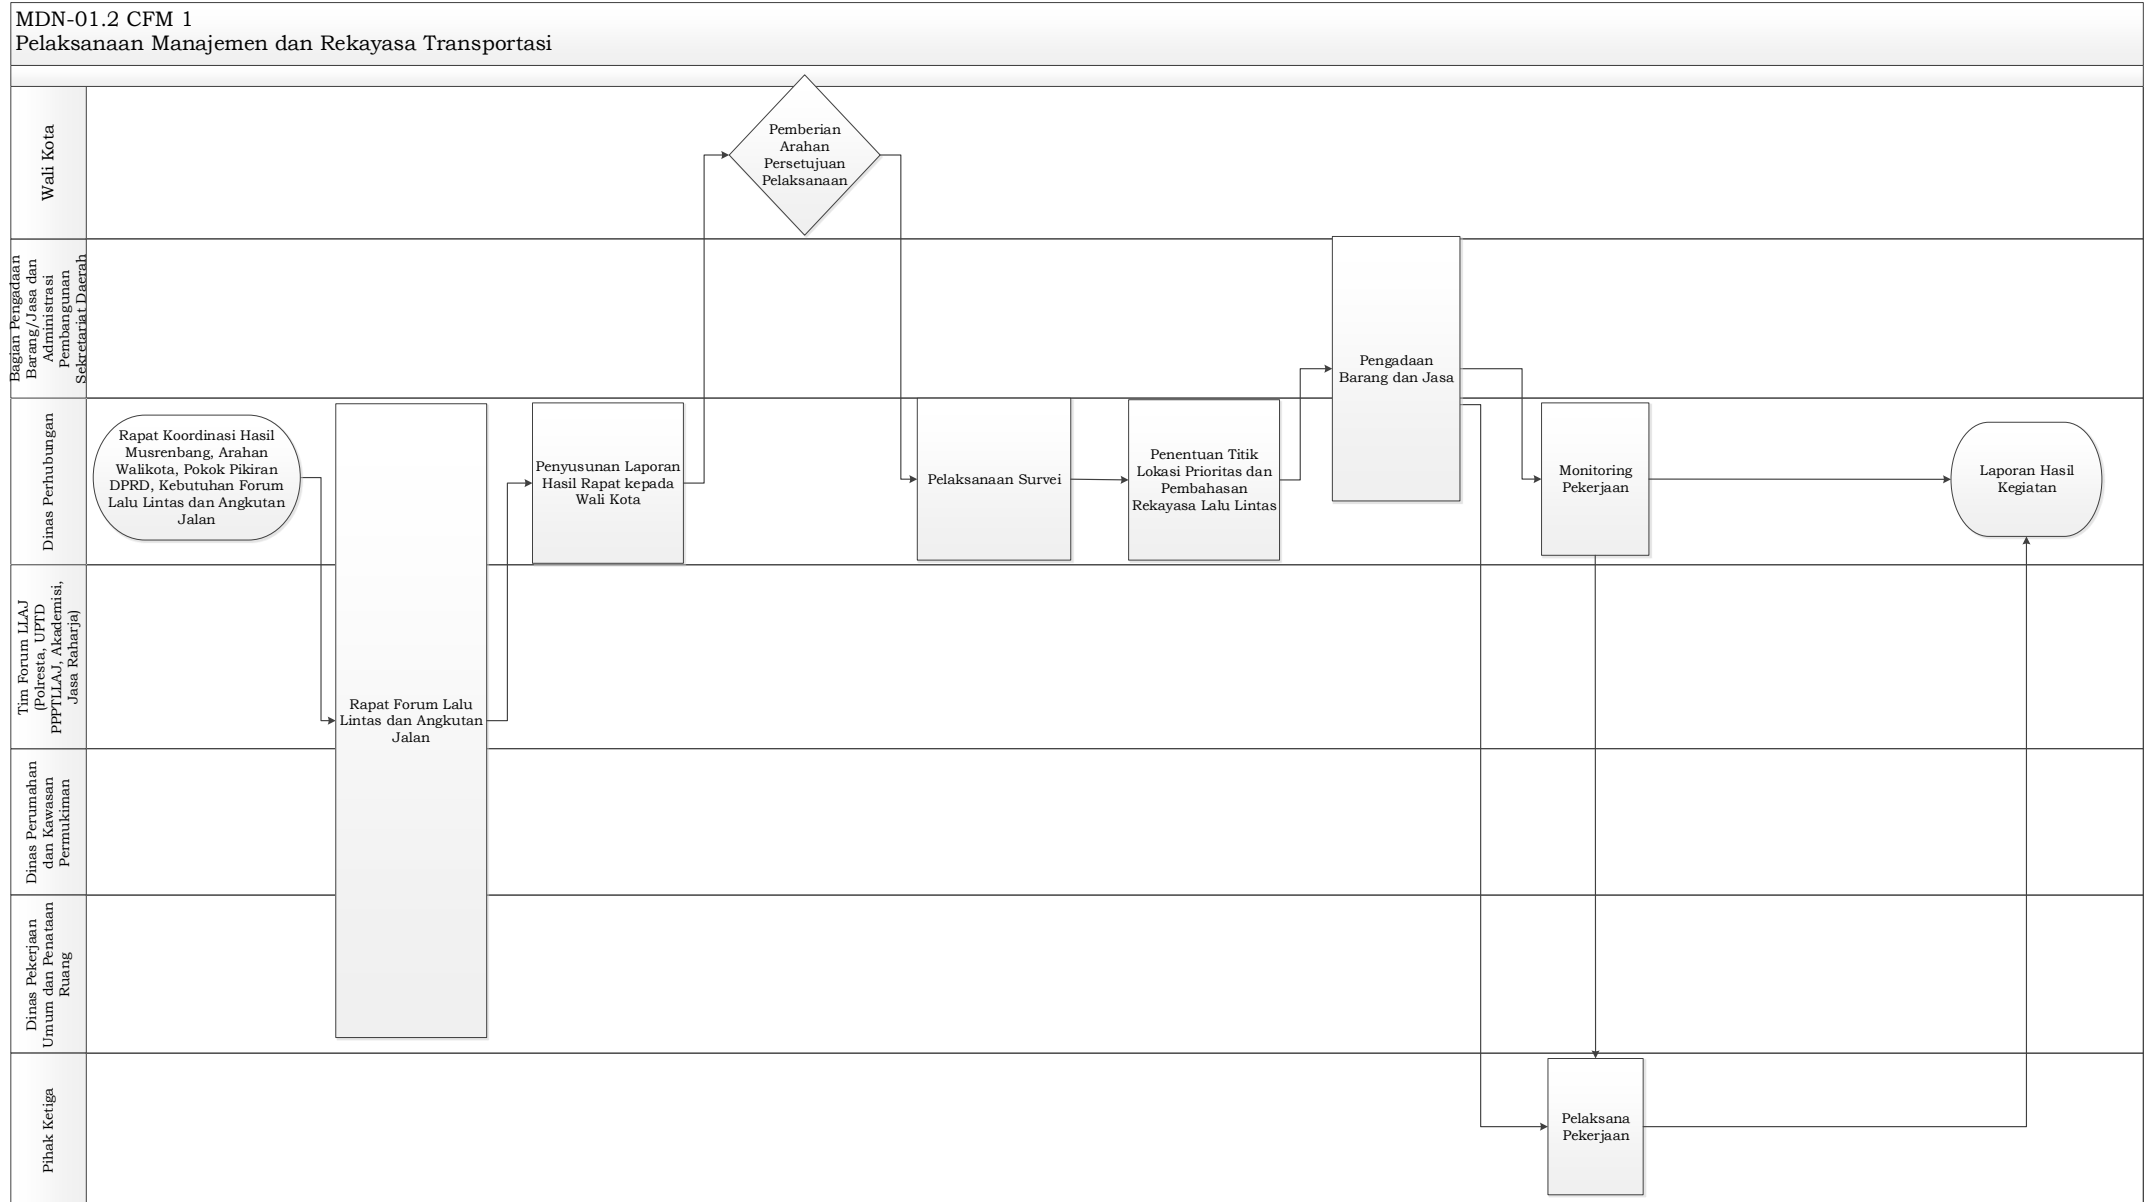 MDN-01.2 CFM 1
Pelaksanaan Manajemen dan Rekayasa Transportasi
Wali Kota
Pemberian
Arahan
Persetujuan
Pelaksanaan
Bagian Pengadaan
Barang/Jasa dan
Administrasi
Pembangunan
Sekretariat Daerah
Pengadaan
Barang dan Jasa
Dinas Perhubungan
Rapat Koordinasi Hasil
Musrenbang, Arahan
Walikota, Pokok Pikiran
DPRD, Kebutuhan Forum
Lalu Lintas dan Angkutan
Jalan
Penyusunan Laporan
Hasil Rapat kepada
Wali Kota
Pelaksanaan Survei
Penentuan Titik
Lokasi Prioritas dan
Pembahasan
Rekayasa Lalu Lintas
Monitoring
Pekerjaan
Laporan Hasil
Kegiatan
Tim Forum LLAJ
(Polresta, UPTD
PPPTLLAJ, Akademisi,
Jasa Raharja)
Rapat Forum Lalu
Lintas dan Angkutan
Jalan
Dinas Perumahan
dan Kawasan
Permukiman
Dinas Pekerjaan
Umum dan Penataan
Ruang
Pihak Ketiga
Pelaksana
Pekerjaan